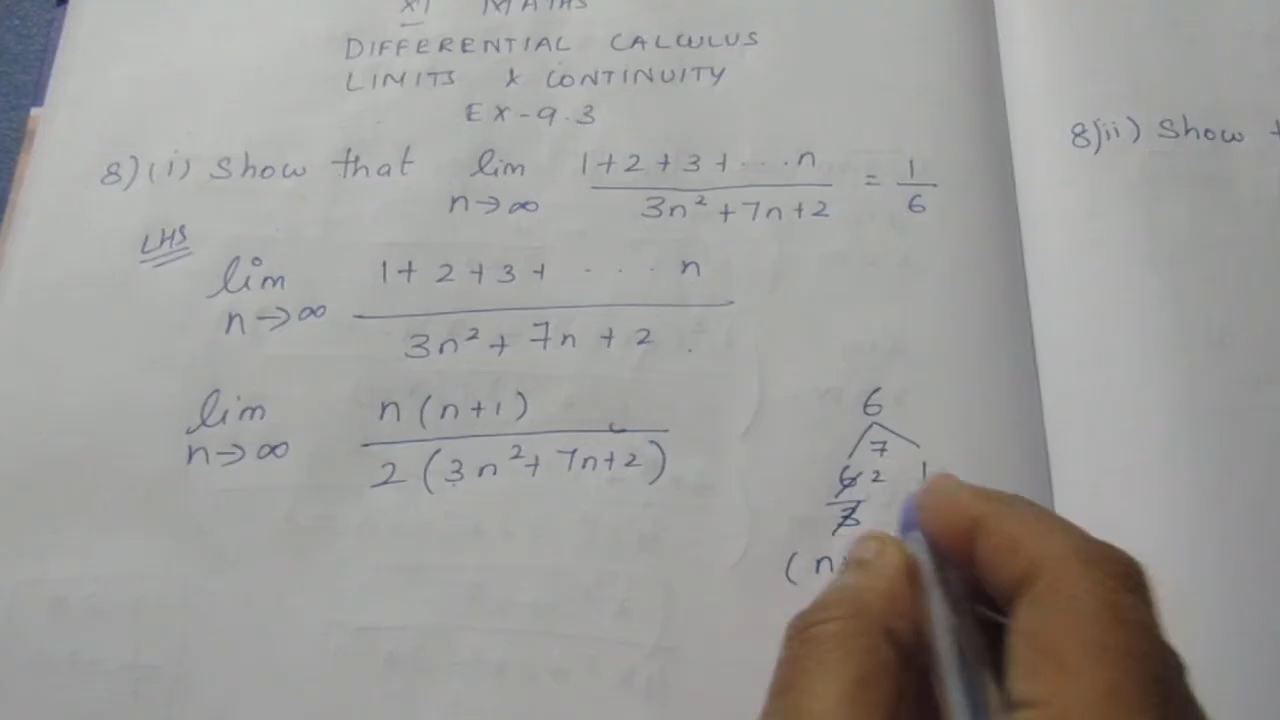 XI MATHS
DIFFERENTIAL CALCULUS
LIMITS & CONTINUITY
EX-9.3
8)(i) Show that lim n→∞ 1+2+3+...n / 3n²+7n+2 = 1/6
8)ii) Show
LHS
lim n→∞ 1+2+3+ .... n / 3n²+7n+2.
lim n→∞ n(n+1) / 2(3n²+7n+2)
6
7
6 2 1
3
(n